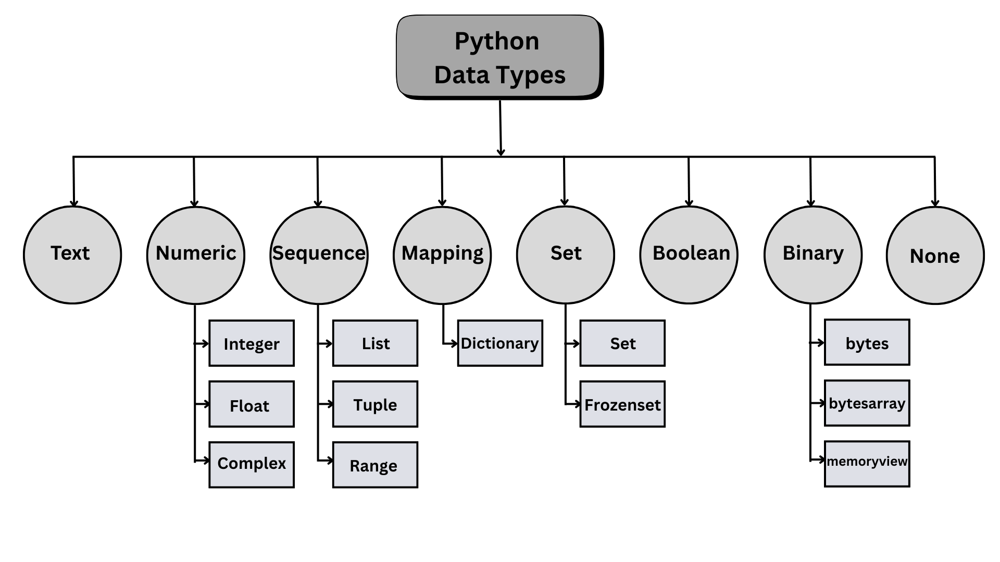 Python
Data Types
Text
Numeric
Sequence
Mapping
Set
Boolean
Binary
None
Integer
Float
Complex
List
Tuple
Range
Dictionary
Set
Frozenset
bytes
bytesarray
memoryview